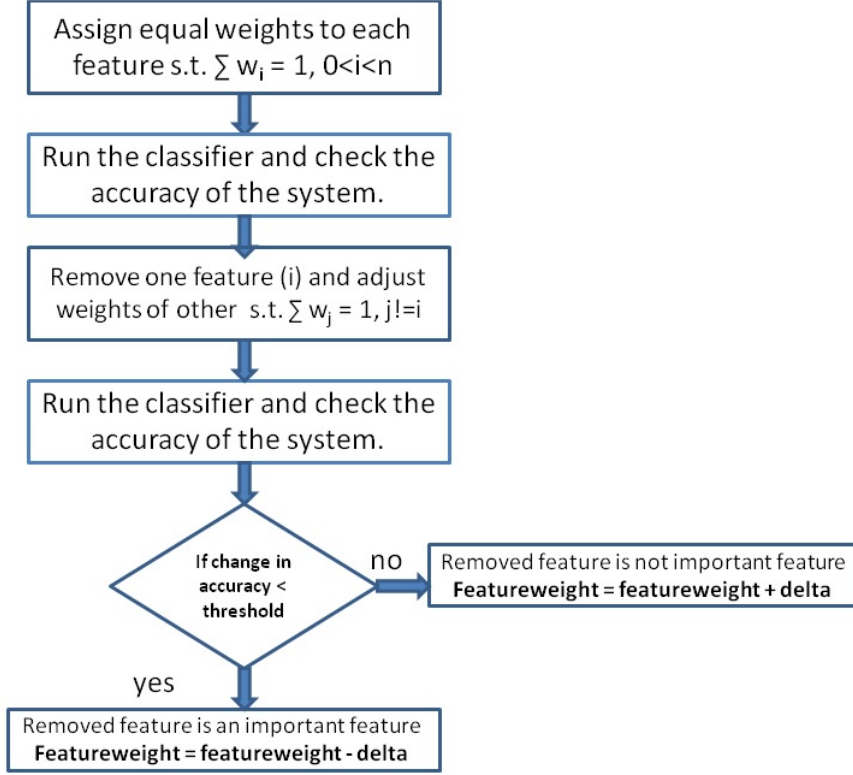 Assign equal weights to each
feature s.t. ∑ wᵢ = 1, 0<i<n
Run the classifier and check the
accuracy of the system.
Remove one feature (i) and adjust
weights of other s.t. ∑ wⱼ = 1, j!=i
Run the classifier and check the
accuracy of the system.
If change in
accuracy <
threshold
no
Removed feature is not important feature
Featureweight = featureweight + delta
yes
Removed feature is an important feature
Featureweight = featureweight - delta